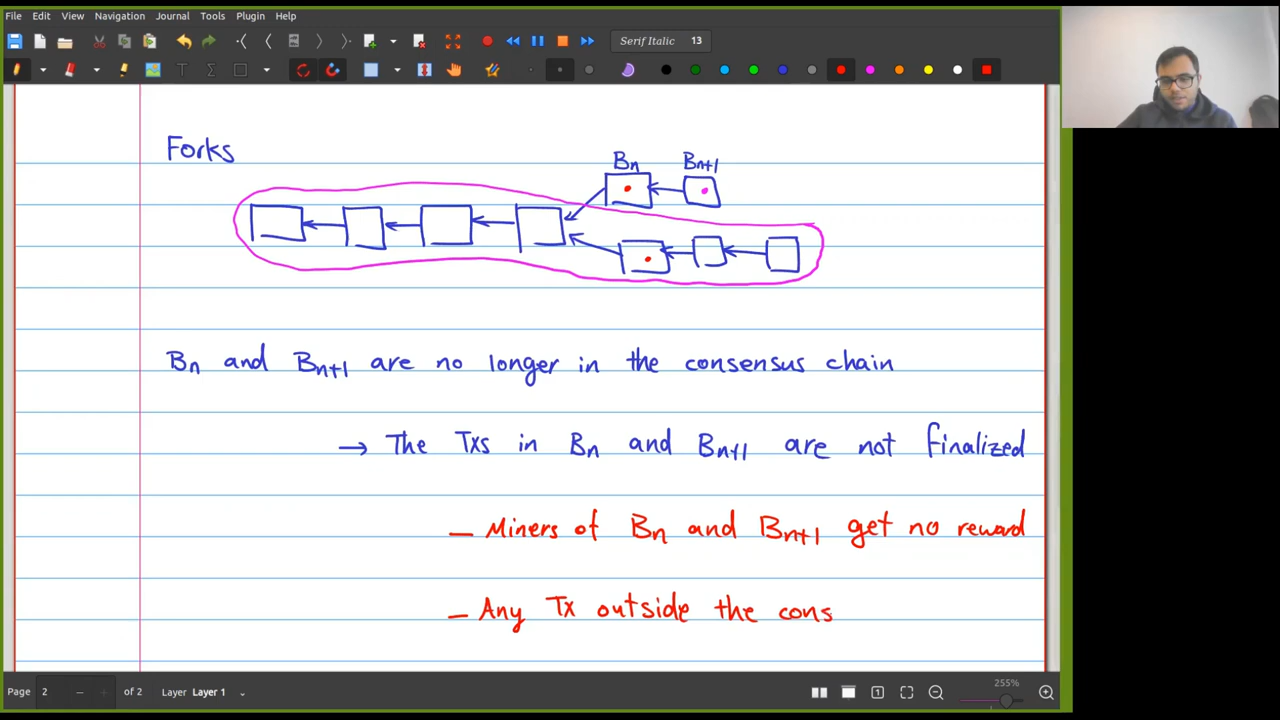 File Edit View Navigation Journal Tools Plugin Help
Serif Italic 13
Forks
Bn Bn+1
Bn and Bn+1 are no longer in the consensus chain
→ The Txs in Bn and Bn+1 are not finalized
– Miners of Bn and Bn+1 get no reward
– Any Tx outside the cons
255%
Page 2 of 2 Layer Layer 1